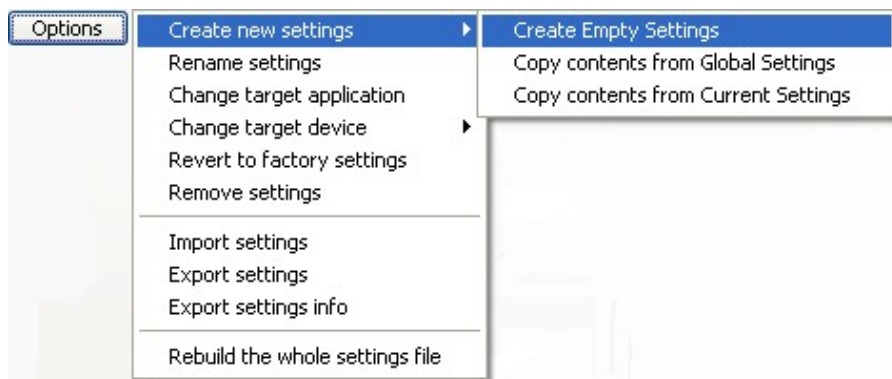 Options
Create new settings
Rename settings
Change target application
Change target device
Revert to factory settings
Remove settings
Import settings
Export settings
Export settings info
Rebuild the whole settings file
Create Empty Settings
Copy contents from Global Settings
Copy contents from Current Settings